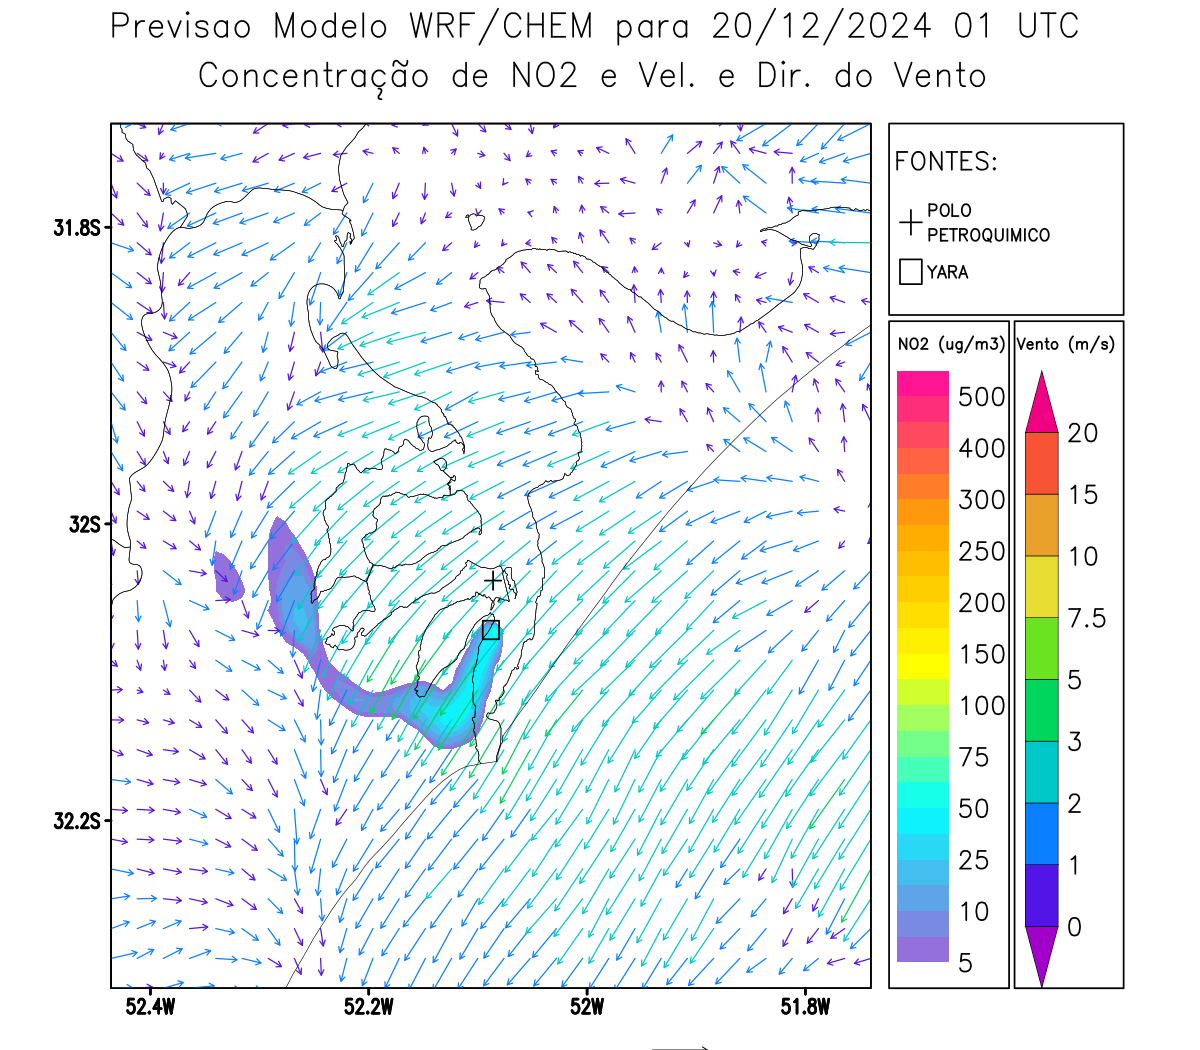 Previsao Modelo WRF/CHEM para 20/12/2024 01 UTC
Concentração de NO2 e Vel. e Dir. do Vento
FONTES:
POLO
PETROQUIMICO
YARA
NO2 (ug/m3)
500
400
300
250
200
150
100
75
50
25
10
5
Vento (m/s)
20
15
10
7.5
5
3
2
1
0
31.8S
32S
32.2S
52.4W 52.2W 52W 51.8W